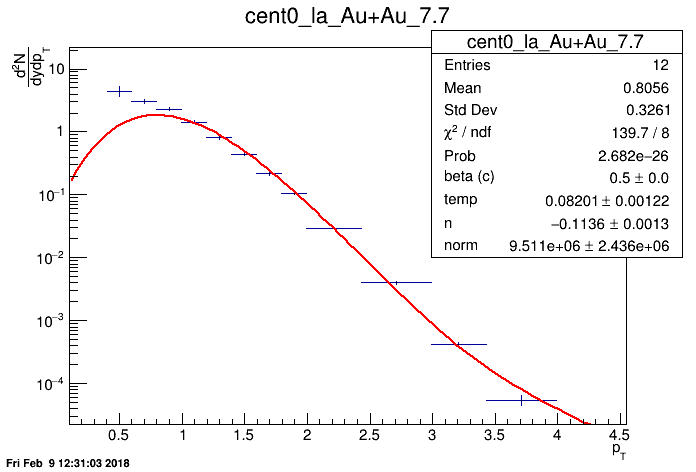 cent0_la_Au+Au_7.7
cent0_la_Au+Au_7.7
Entries 12
Mean 0.8056
Std Dev 0.3261
χ² / ndf 139.7 / 8
Prob 2.682e−26
beta (c) 0.5 ± 0.0
temp 0.08201 ± 0.00122
n −0.1136 ± 0.0013
norm 9.511e+06 ± 2.436e+06
d²N
dydp_T
10
1
10⁻¹
10⁻²
10⁻³
10⁻⁴
0.5 1 1.5 2 2.5 3 3.5 4 4.5
p_T
Fri Feb 9 12:31:03 2018